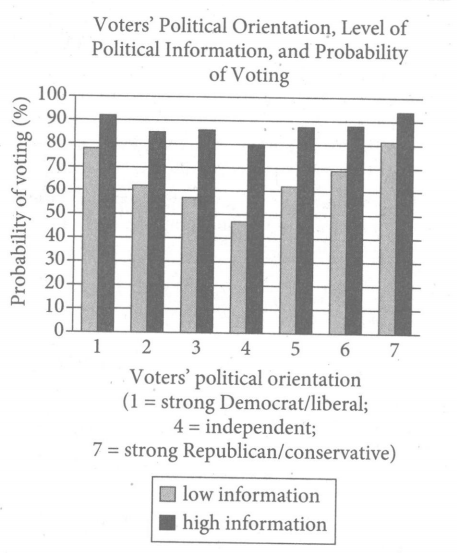 Voters' Political Orientation, Level of
Political Information, and Probability
of Voting
Probability of voting (%)
100
90
80
70
60
50
40
30
20
10
0
1 2 3 4 5 6 7
Voters' political orientation
(1 = strong Democrat/liberal;
4 = independent;
7 = strong Republican/conservative)
low information
high information